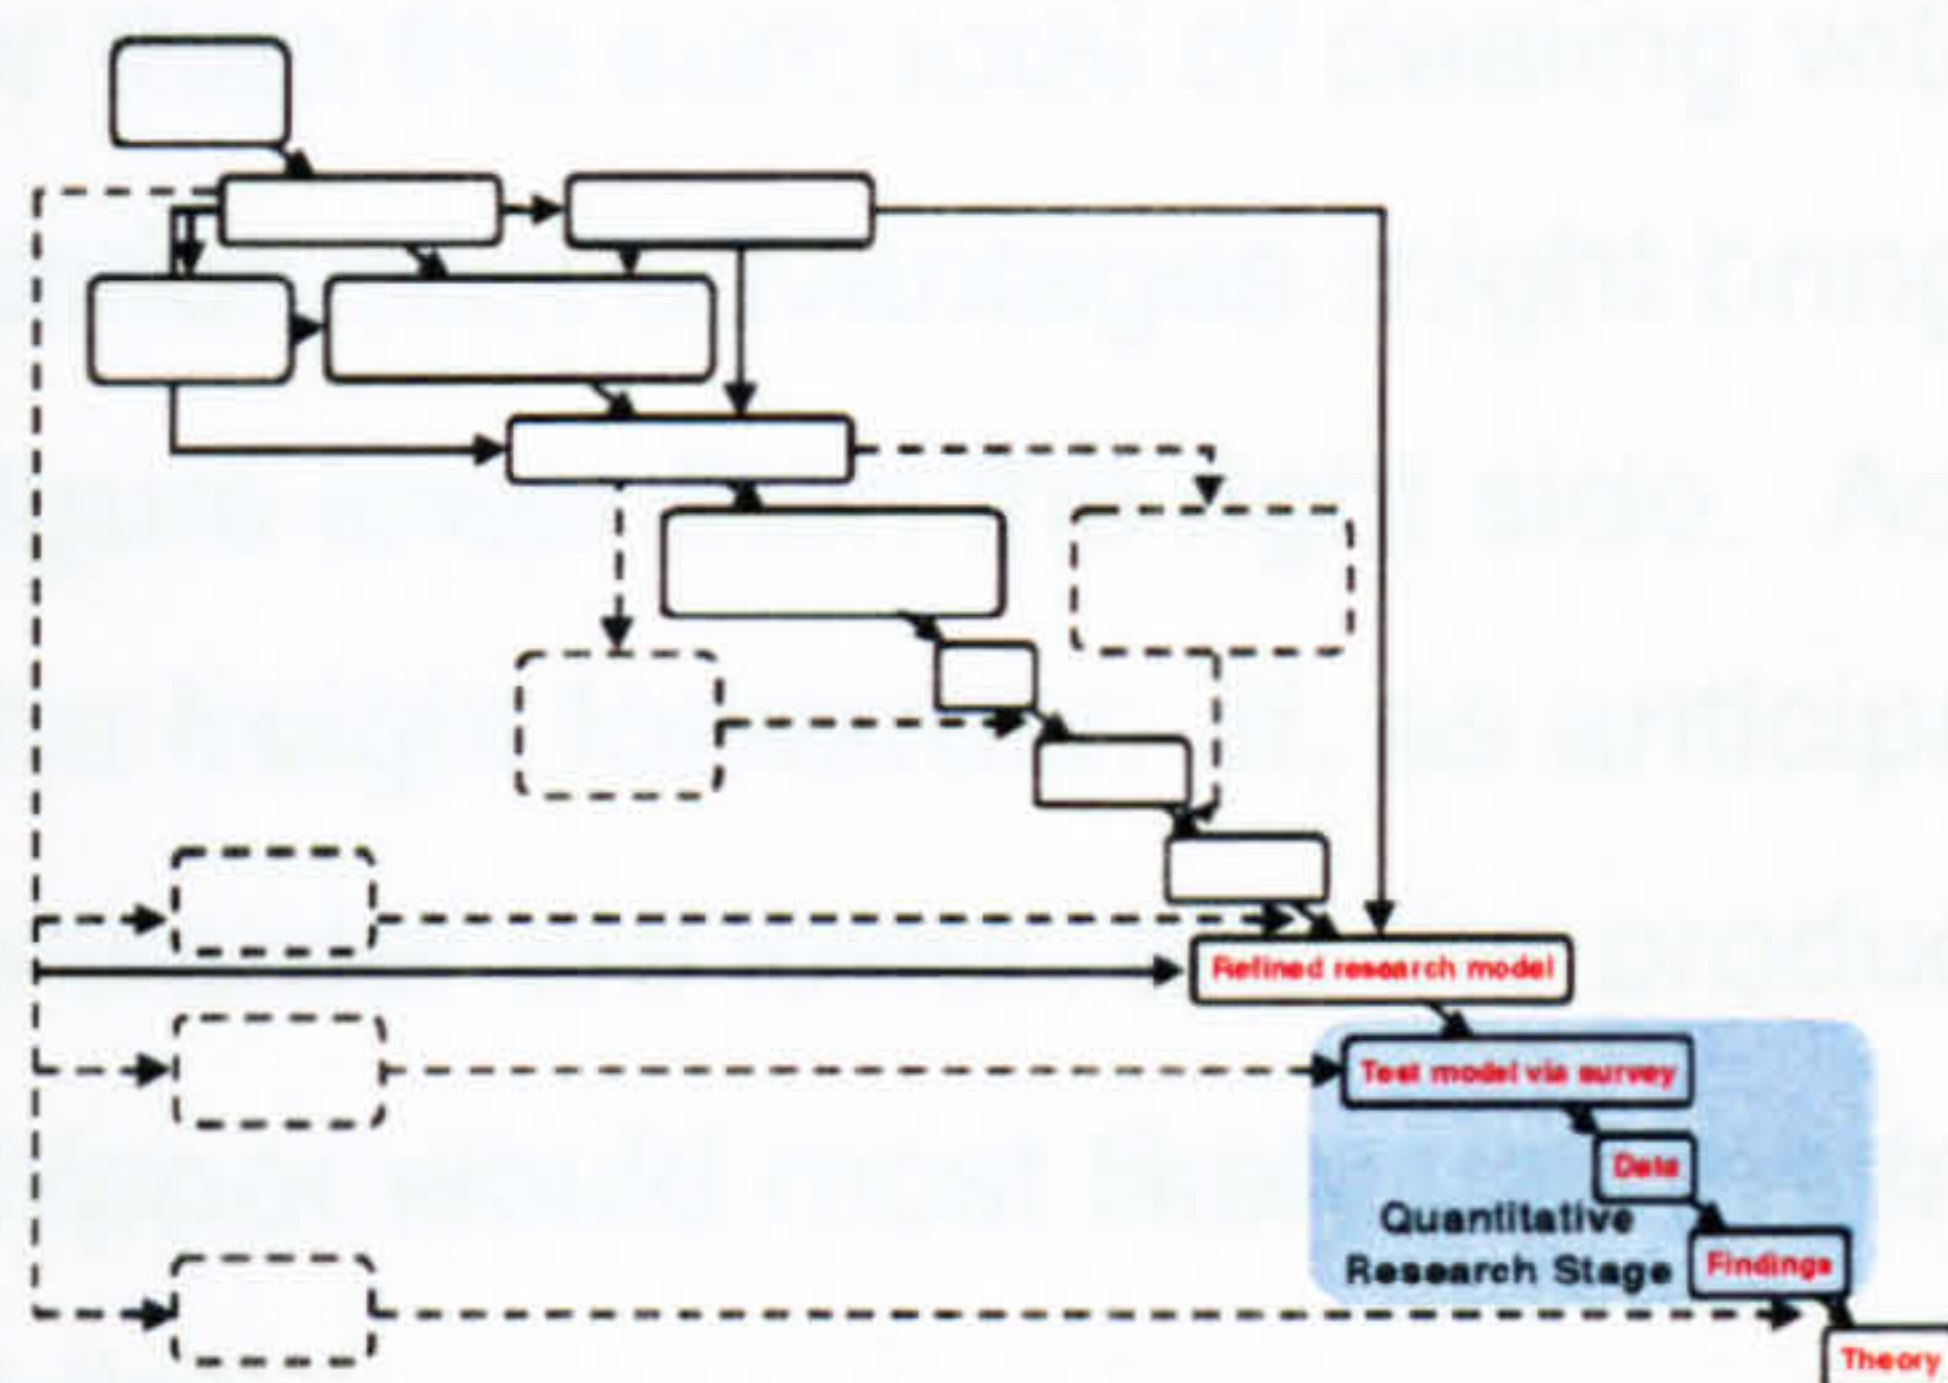 Refined research model
Test model via survey
Data
Quantitative
Research Stage
Findings
Theory